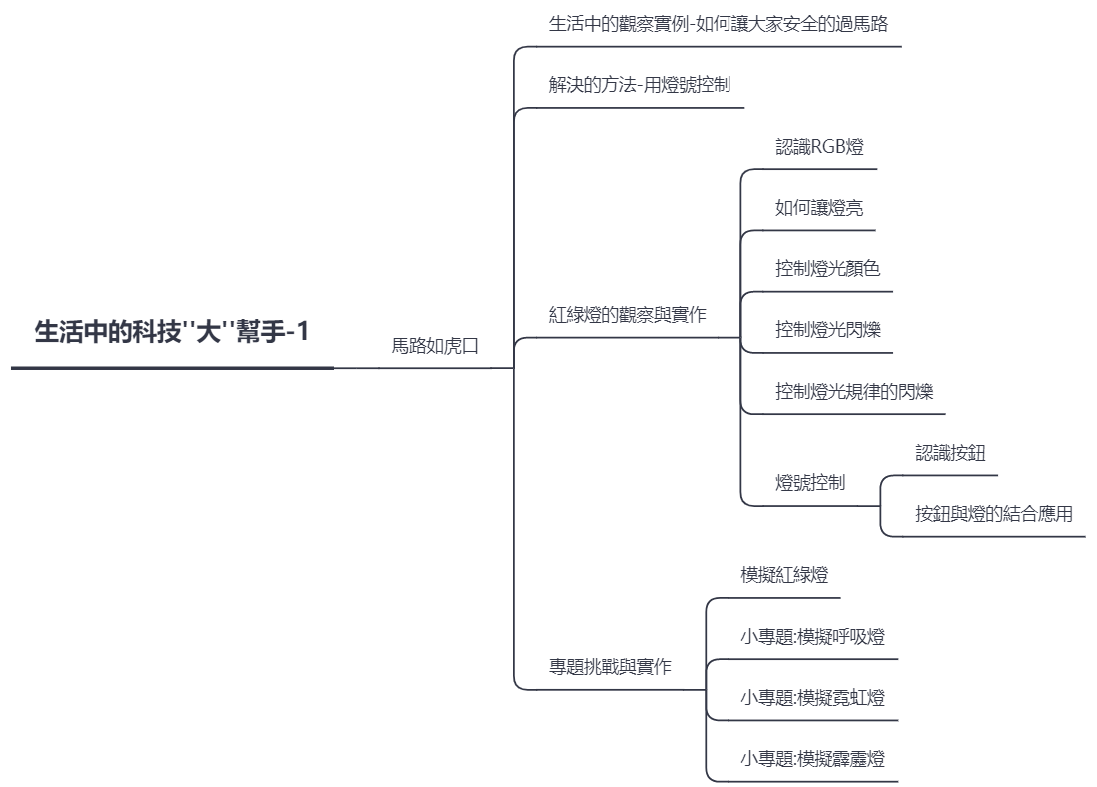 生活中的觀察實例-如何讓大家安全的過馬路
解決的方法-用燈號控制
認識RGB燈
如何讓燈亮
控制燈光顏色
生活中的科技''大''幫手-1
馬路如虎口
紅綠燈的觀察與實作
控制燈光閃爍
控制燈光規律的閃爍
燈號控制
認識按鈕
按鈕與燈的結合應用
專題挑戰與實作
模擬紅綠燈
小專題:模擬呼吸燈
小專題:模擬霓虹燈
小專題:模擬霹靂燈